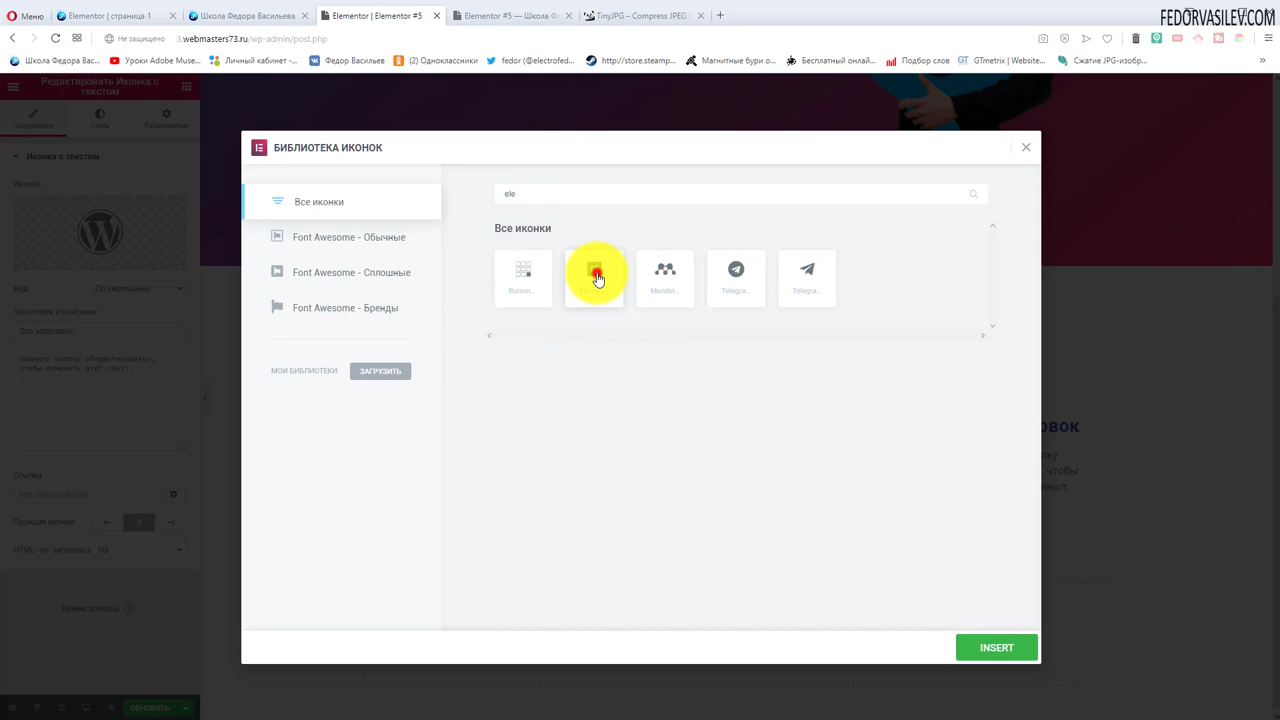 Меню
Elementor | страница 1
Школа Федора Васильева
Elementor | Elementor #5
Elementor #5 — Школа Ф
TinyJPG – Compress JPEG
FEDORVASILEV.COM
Не защищено
3.webmasters73.ru/wp-admin/post.php
Школа Федора Вас...
Уроки Adobe Muse...
Личный кабинет -...
Федор Васильев
(2) Одноклассники
fedor (@electrofed...
http://store.steamp...
Магнитные бури о...
Бесплатный онлай...
Подбор слов
GTmetrix | Website...
Сжатие JPG-изобр...
Редактировать Иконка с
текстом
Содержимое
Стиль
Расширенные
Иконка с текстом
Иконка
Вид
По умолчанию
Заголовок и описание
Это заголовок
Нажмите кнопку «Редактировать»,
чтобы изменить этот текст.
Ссылка
Позиция иконки
HTML-тег заголовка
H3
Нужна помощь
ОБНОВИТЬ
БИБЛИОТЕКА ИКОНОК
Все иконки
Font Awesome - Обычные
Font Awesome - Сплошные
Font Awesome - Бренды
МОИ БИБЛИОТЕКИ
ЗАГРУЗИТЬ
ele
Все иконки
Burom...
Mendel...
Telegra...
Telegra...
INSERT
овок
пку
чтобы
екст